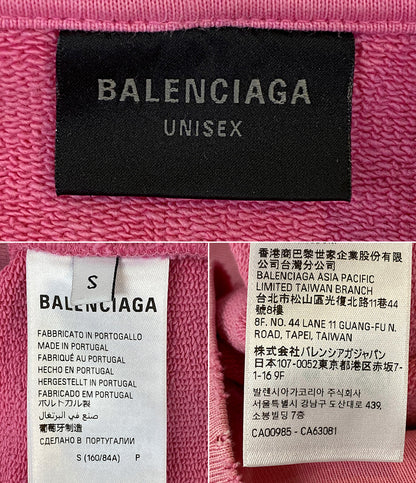 BALENCIAGA
UNISEX
S
BALENCIAGA
FABBRICATO IN PORTOGALLO
MADE IN PORTUGAL
FABRIQUÉ AU PORTUGAL
HECHO EN PORTUGAL
HERGESTELLT IN PORTUGAL
FABRICADO EM PORTUGAL
ポルトガル製
صنع في البرتغال
葡萄牙制造
СДЕЛАНО В ПОРТУГАЛИИ
S (160/84A) P
香港商巴黎世家企業股份有限
公司台灣分公司
BALENCIAGA ASIA PACIFIC
LIMITED TAIWAN BRANCH
台北市松山區光復北路11巷44
號8樓
8F. NO. 44 LANE 11 GUANG-FU N.
ROAD, TAPEI, TAIWAN
株式会社バレンシアガジャパン
日本107-0052東京都港区赤坂7-
1-16 9F
발렌시아가코리아 주식회사
서울특별시 강남구 도산대로 439,
소봉빌딩 7층
CA00985 - CA63081